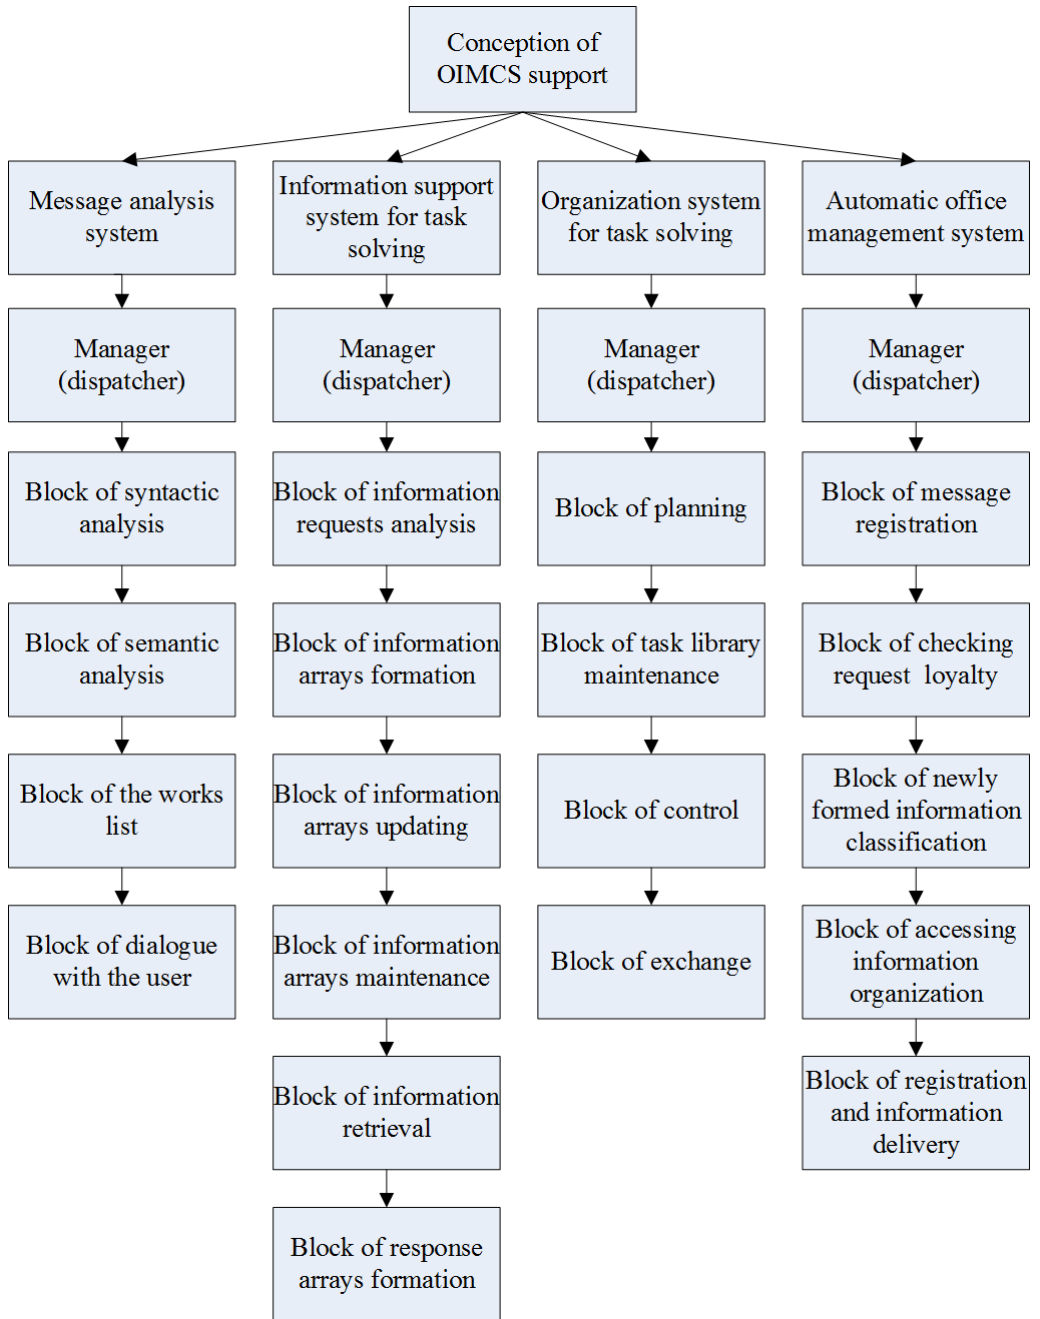 Conception of
OIMCS support
Message analysis
system
Information support
system for task
solving
Organization system
for task solving
Automatic office
management system
Manager
(dispatcher)
Manager
(dispatcher)
Manager
(dispatcher)
Manager
(dispatcher)
Block of syntactic
analysis
Block of information
requests analysis
Block of planning
Block of message
registration
Block of semantic
analysis
Block of information
arrays formation
Block of task library
maintenance
Block of checking
request loyalty
Block of the works
list
Block of information
arrays updating
Block of control
Block of newly
formed information
classification
Block of dialogue
with the user
Block of information
arrays maintenance
Block of exchange
Block of accessing
information
organization
Block of information
retrieval
Block of registration
and information
delivery
Block of response
arrays formation